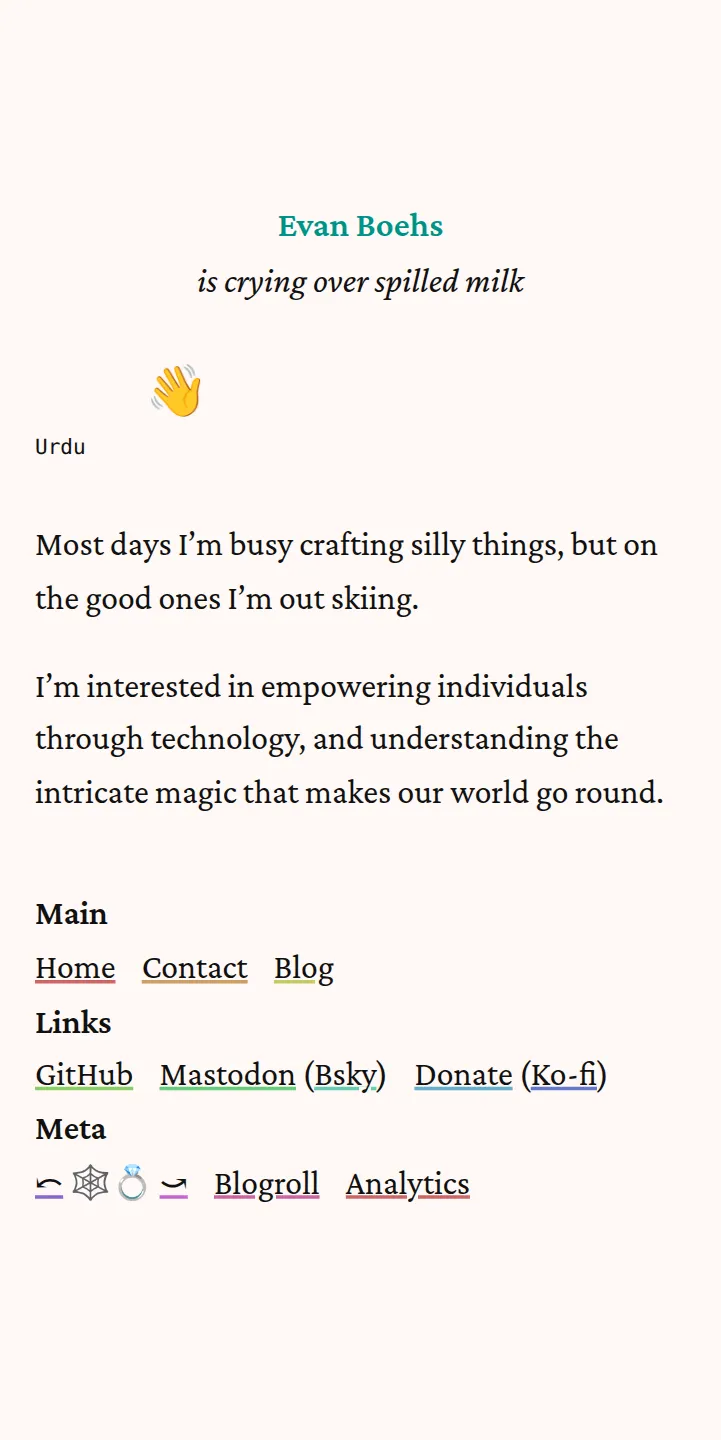 Evan Boehs
is crying over spilled milk
👋
Urdu
Most days I’m busy crafting silly things, but on
the good ones I’m out skiing.
I’m interested in empowering individuals
through technology, and understanding the
intricate magic that makes our world go round.
Main
Home Contact Blog
Links
GitHub Mastodon (Bsky) Donate (Ko-fi)
Meta
⤺ 🕸️💍 ⤻ Blogroll Analytics